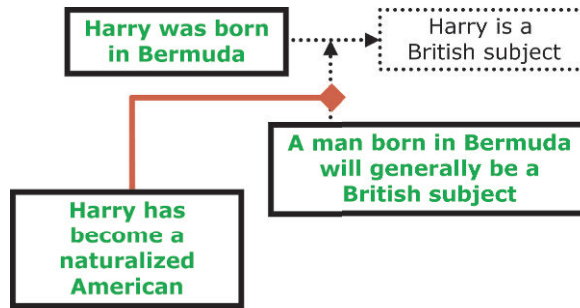 Harry was born
in Bermuda
Harry is a
British subject
A man born in Bermuda
will generally be a
British subject
Harry has
become a
naturalized
American